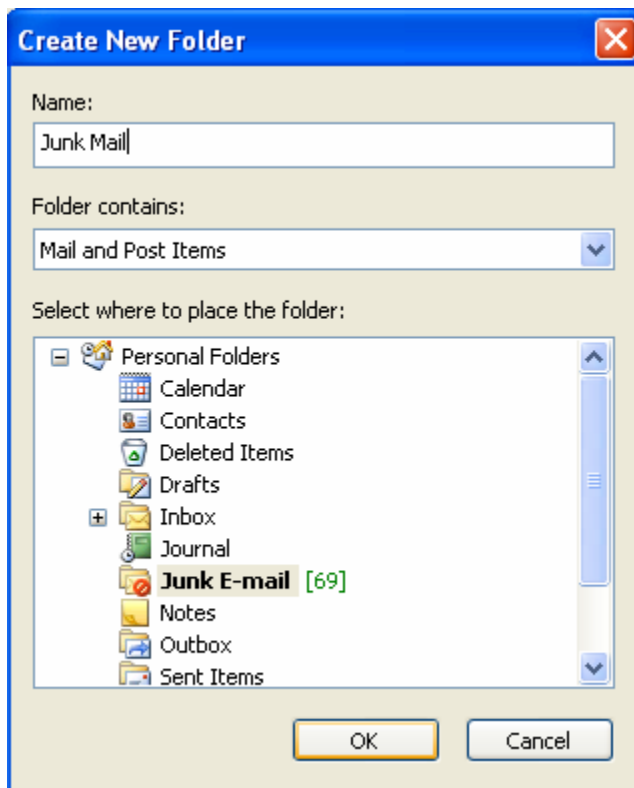 Create New Folder
Name:
Junk Mail
Folder contains:
Mail and Post Items
Select where to place the folder:
Personal Folders
Calendar
Contacts
Deleted Items
Drafts
Inbox
Journal
Junk E-mail [69]
Notes
Outbox
Sent Items
OK Cancel